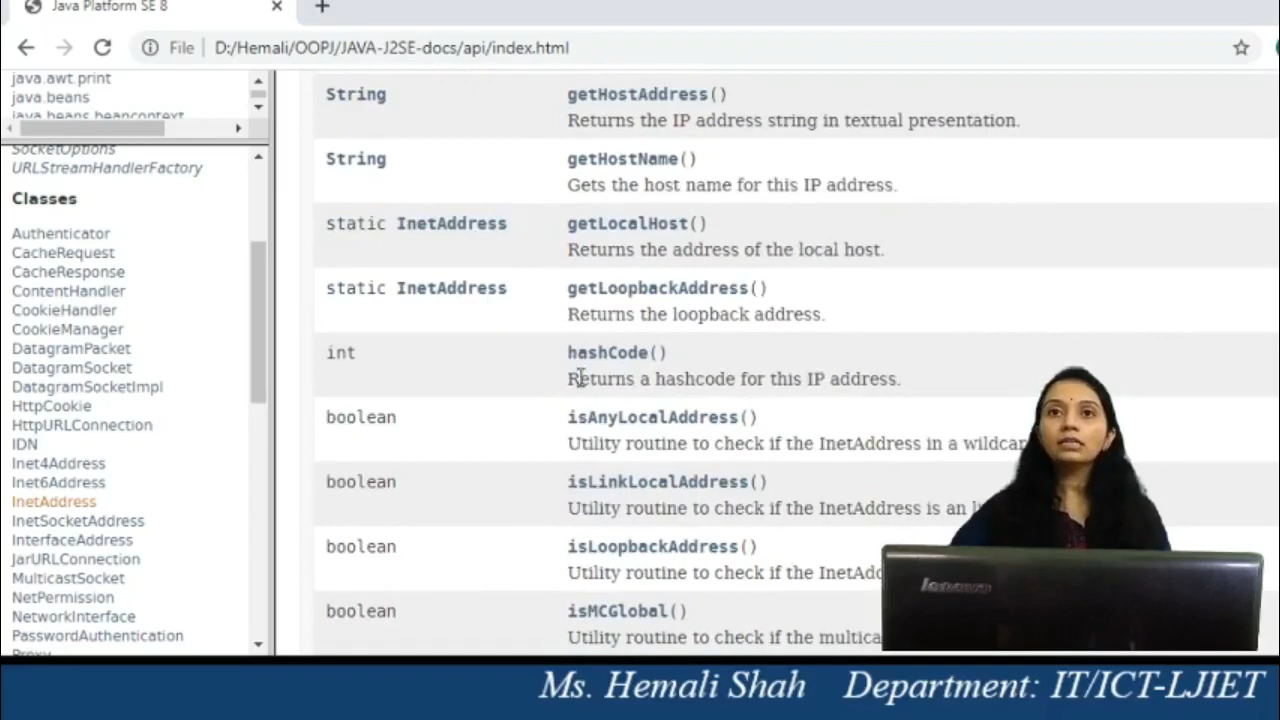 Java Platform SE 8
File
D:/Hemali/OOPJ/JAVA-J2SE-docs/api/index.html
java.awt.print
java.beans
java.beans.beancontext
SocketOptions
URLStreamHandlerFactory
Classes
Authenticator
CacheRequest
CacheResponse
ContentHandler
CookieHandler
CookieManager
DatagramPacket
DatagramSocket
DatagramSocketImpl
HttpCookie
HttpURLConnection
IDN
Inet4Address
Inet6Address
InetAddress
InetSocketAddress
InterfaceAddress
JarURLConnection
MulticastSocket
NetPermission
NetworkInterface
PasswordAuthentication
Proxy
String getHostAddress()
Returns the IP address string in textual presentation.
String getHostName()
Gets the host name for this IP address.
static InetAddress getLocalHost()
Returns the address of the local host.
static InetAddress getLoopbackAddress()
Returns the loopback address.
int hashCode()
Returns a hashcode for this IP address.
boolean isAnyLocalAddress()
Utility routine to check if the InetAddress in a
boolean isLinkLocalAddress()
Utility routine to check if the InetAddress is an
boolean isLoopbackAddress()
Utility routine to check if the
boolean isMCGlobal()
Utility routine to check if the
lenovo
Ms. Hemali Shah Department: IT/ICT-LJIET